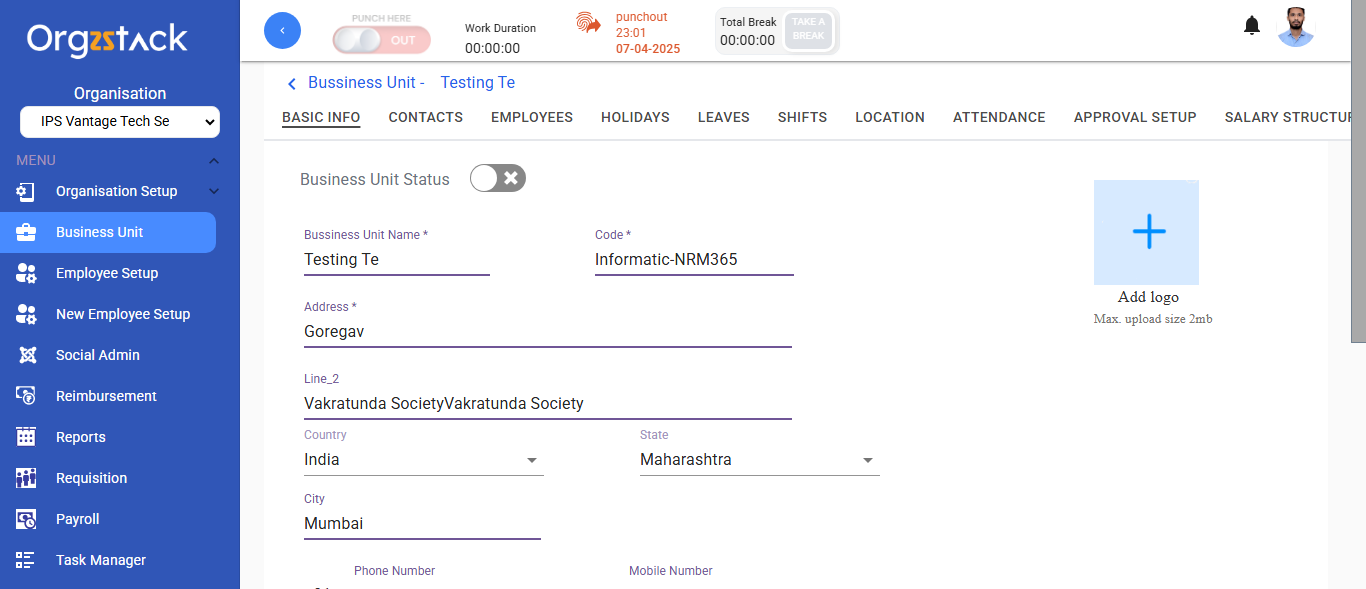 Orgzstack
Organisation
IPS Vantage Tech Se
MENU
Organisation Setup
Business Unit
Employee Setup
New Employee Setup
Social Admin
Reimbursement
Reports
Requisition
Payroll
Task Manager
PUNCH HERE
OUT
Work Duration
00:00:00
punchout
23:01
07-04-2025
Total Break
00:00:00
TAKE A
BREAK
Bussiness Unit - Testing Te
BASIC INFO CONTACTS EMPLOYEES HOLIDAYS LEAVES SHIFTS LOCATION ATTENDANCE APPROVAL SETUP SALARY STRUCTUR
Business Unit Status
Bussiness Unit Name *
Testing Te
Code *
Informatic-NRM365
Address *
Goregav
Line_2
Vakratunda SocietyVakratunda Society
Country
India
State
Maharashtra
City
Mumbai
Phone Number
Mobile Number
Add logo
Max. upload size 2mb